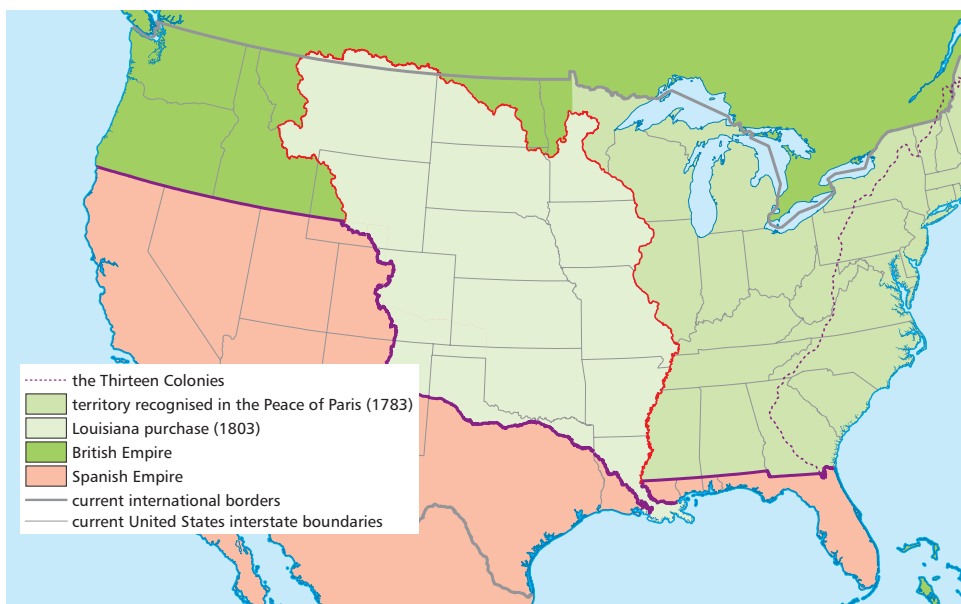 the Thirteen Colonies
territory recognised in the Peace of Paris (1783)
Louisiana purchase (1803)
British Empire
Spanish Empire
current international borders
current United States interstate boundaries